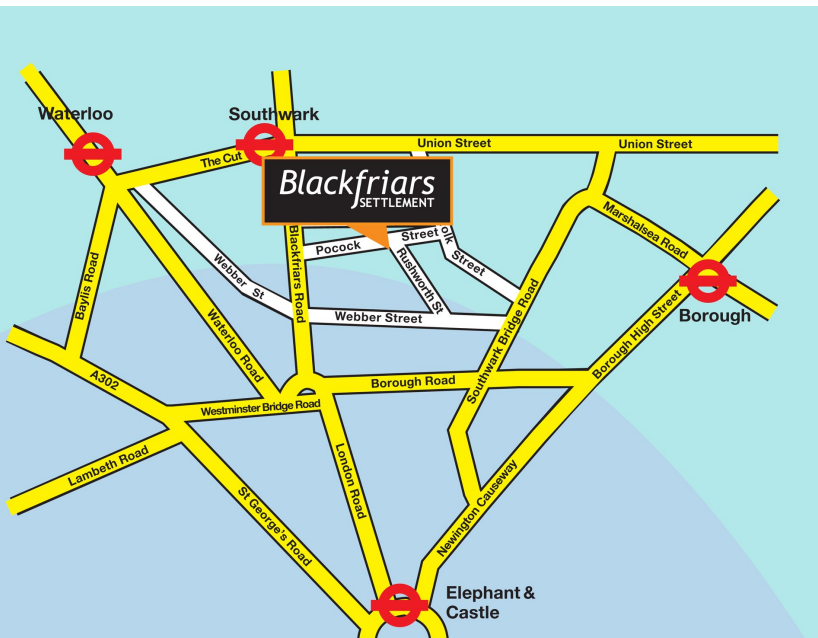 Waterloo
Southwark
The Cut
Union Street
Union Street
Blackfriars
SETTLEMENT
Marshalsea Road
Pocock
Street
Street
Rushworth St
Blackfriars Road
Webber St
Baylis Road
Webber Street
Waterloo Road
Southwark Bridge Road
Borough
Borough High Street
A302
Borough Road
Westminster Bridge Road
Lambeth Road
London Road
St George's Road
Newington Causeway
Elephant &
Castle